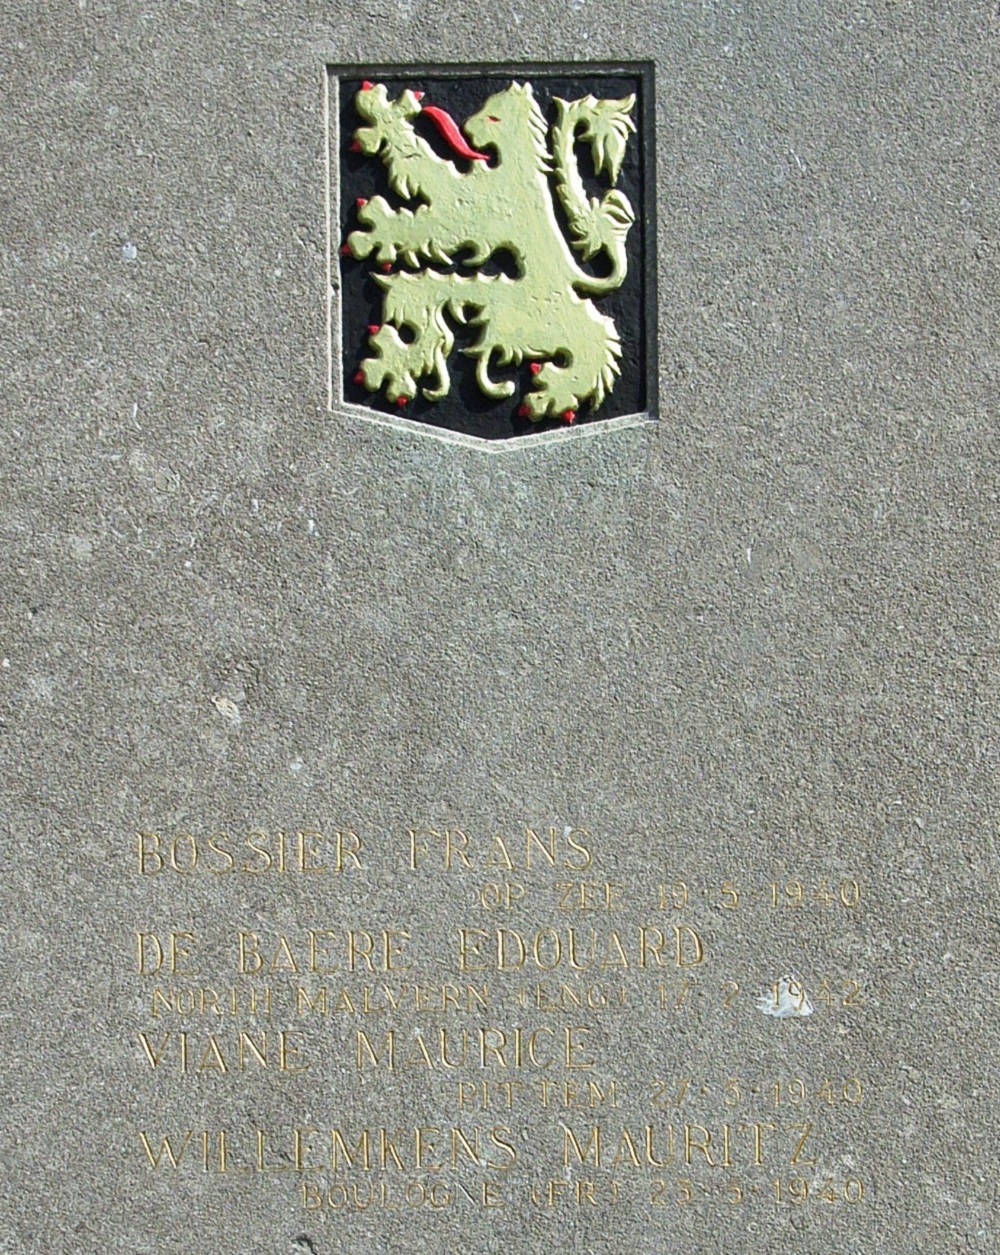 BOSSIER FRANS
OP ZEE 19·5·1940
DE BAERE EDOUARD
NORTH MALVERN (ENG) 17·2·1942
VIANE MAURICE
PITTEM 27·5·1940
WILLEMKENS MAURITZ
BOULOGNE (FR) 25·5·1940